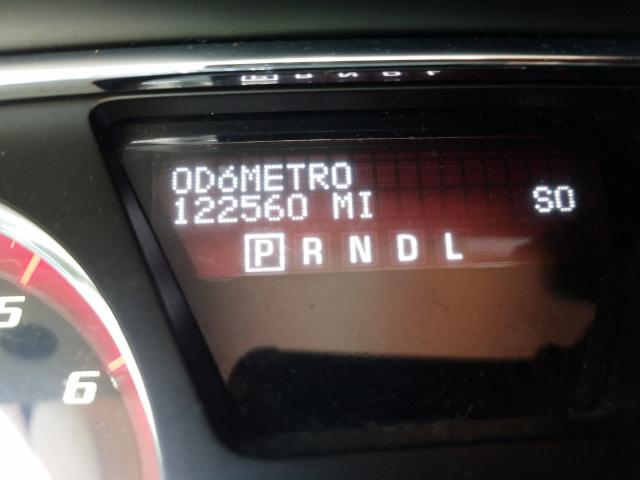 ODóMETRO
122560 MI SO
P R N D L
5
6